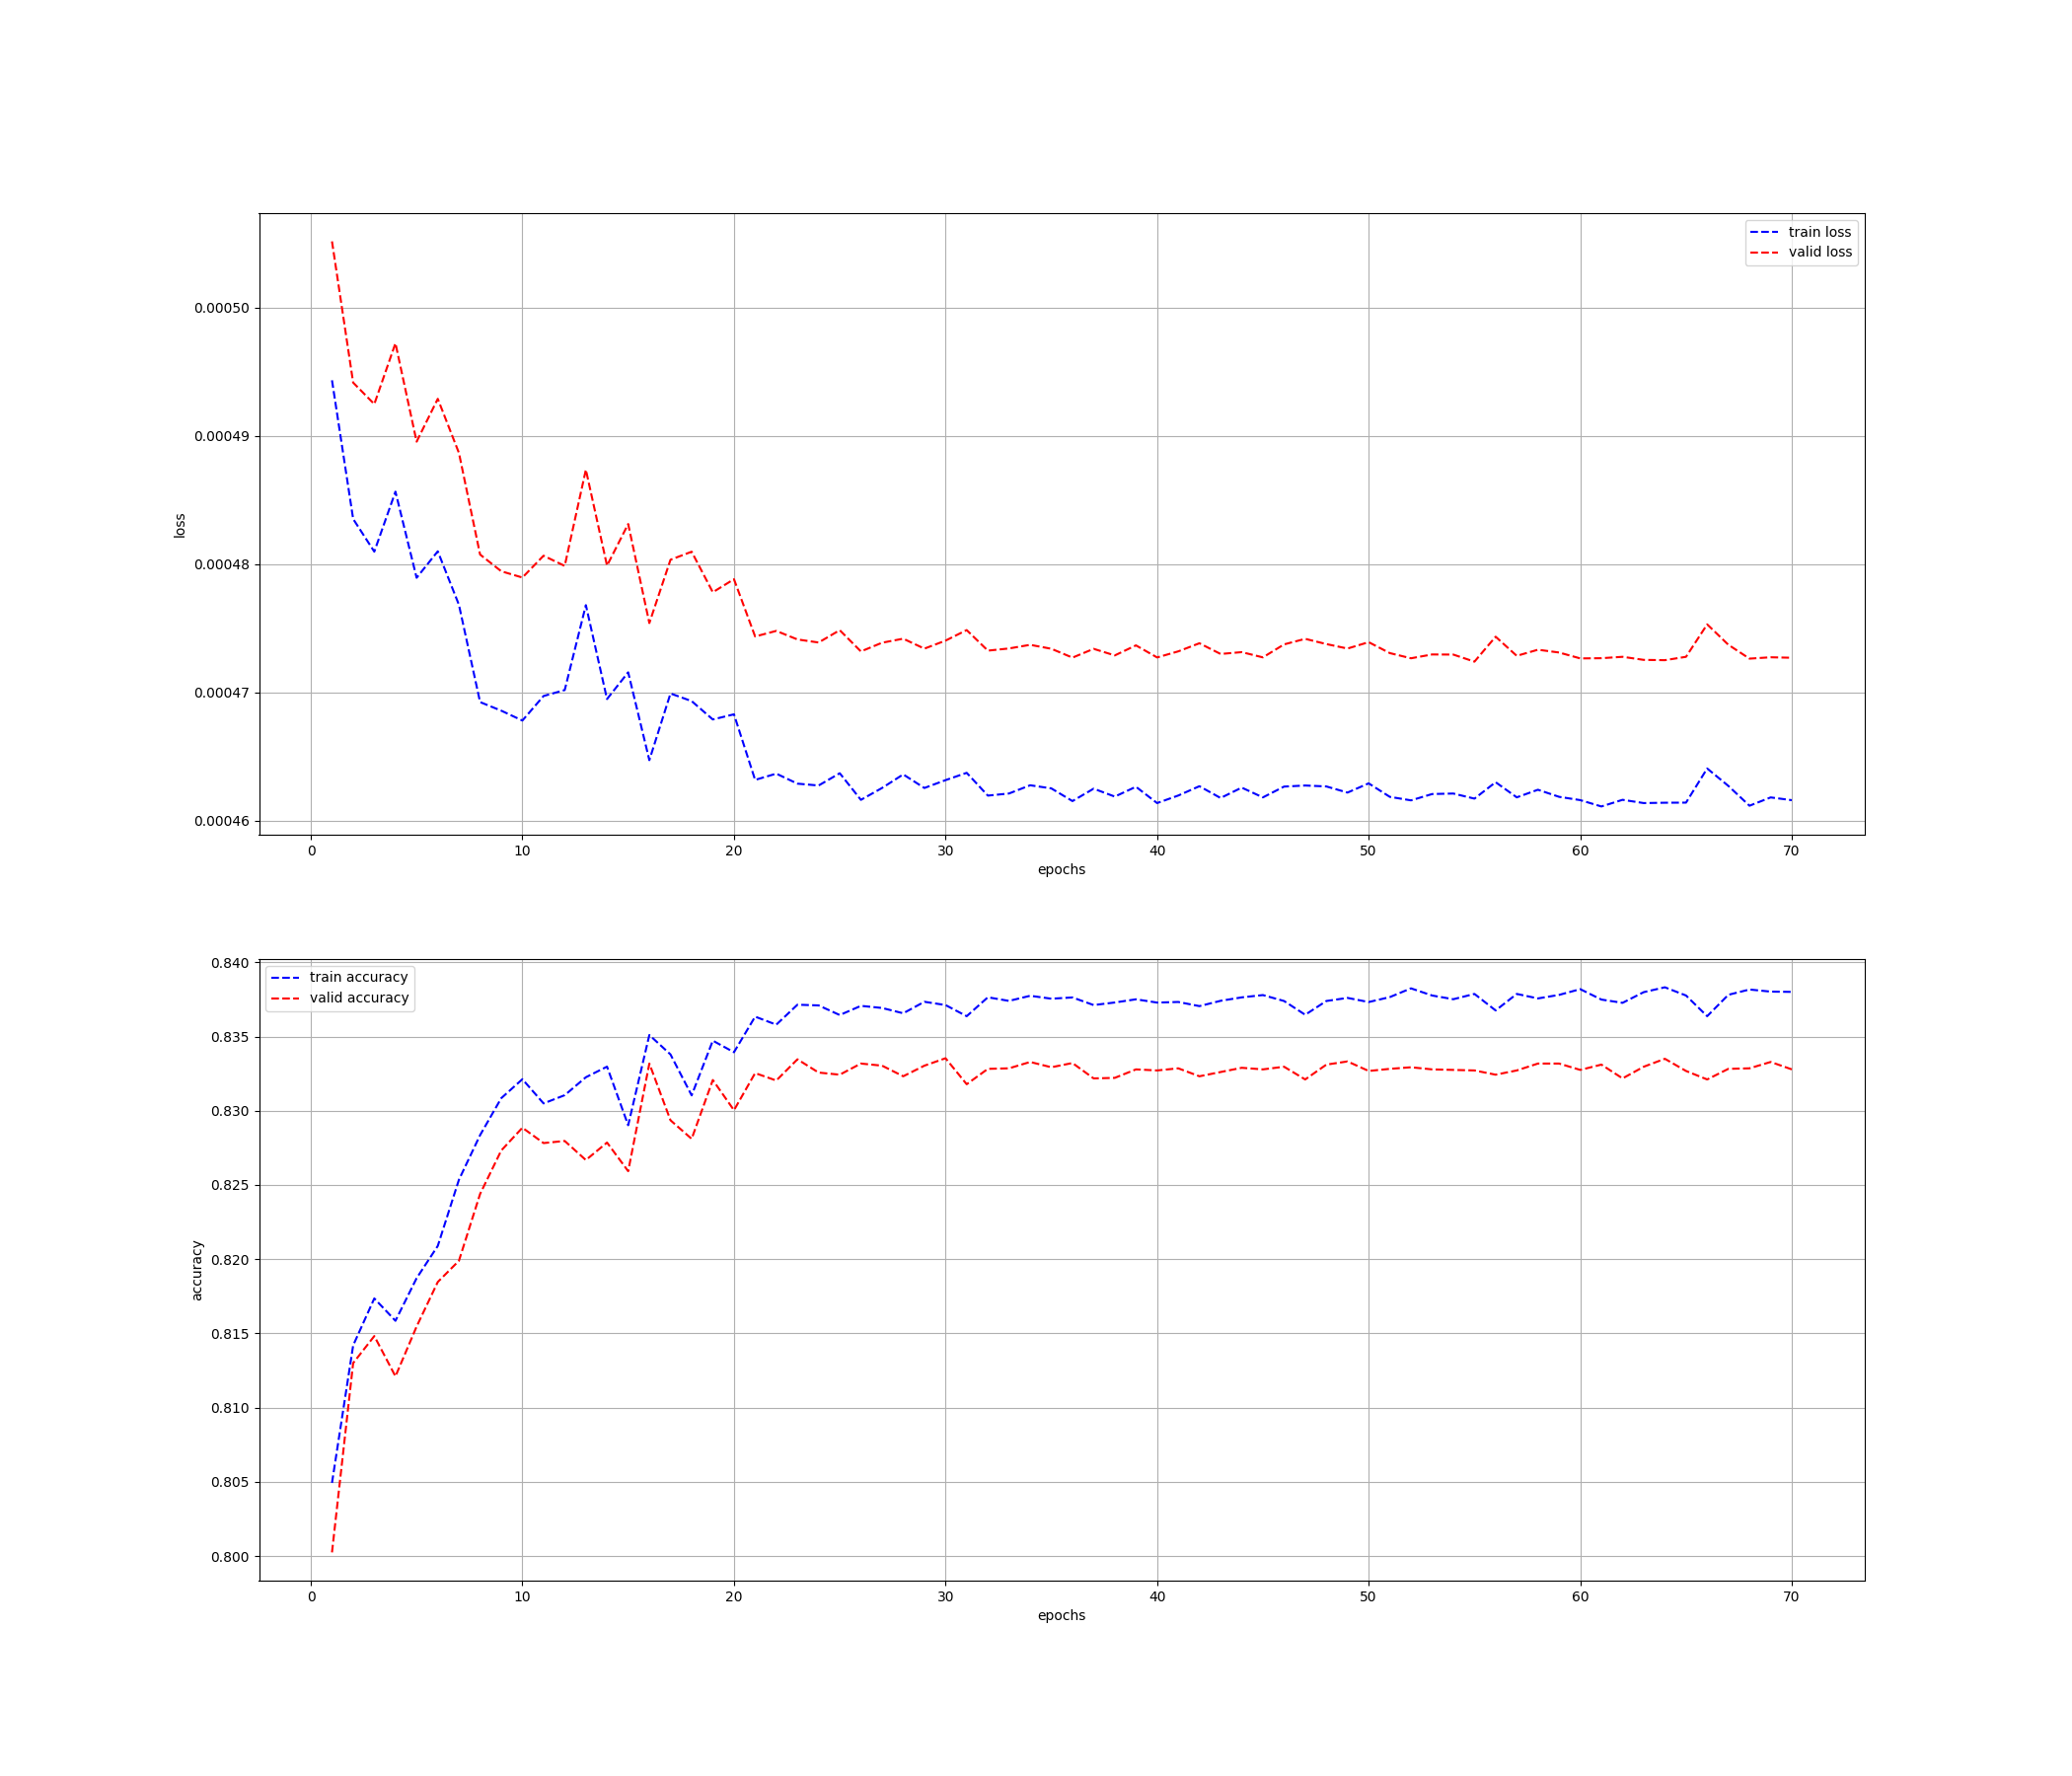 train loss
valid loss
0.00050
0.00049
0.00048
0.00047
0.00046
loss
0 10 20 30 40 50 60 70
epochs
train accuracy
valid accuracy
0.840
0.835
0.830
0.825
0.820
0.815
0.810
0.805
0.800
accuracy
0 10 20 30 40 50 60 70
epochs